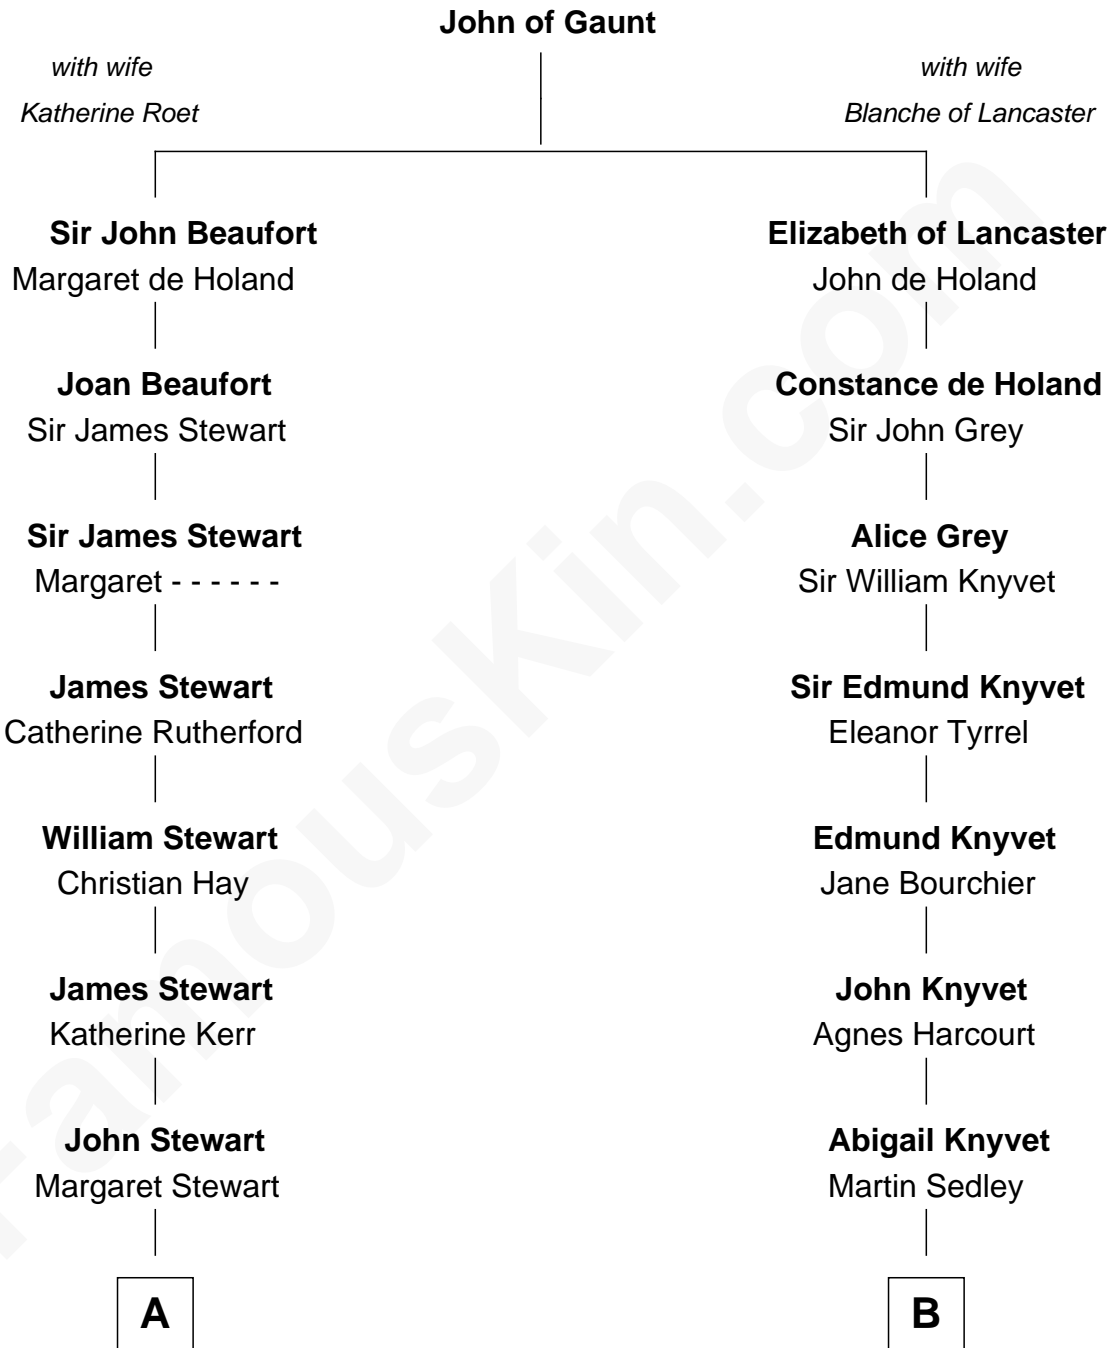 John of Gaunt
with wife
Katherine Roet
with wife
Blanche of Lancaster
Sir John Beaufort
Margaret de Holand
Joan Beaufort
Sir James Stewart
Sir James Stewart
Margaret - - - - - -
James Stewart
Catherine Rutherford
William Stewart
Christian Hay
James Stewart
Katherine Kerr
John Stewart
Margaret Stewart
A
Elizabeth of Lancaster
John de Holand
Constance de Holand
Sir John Grey
Alice Grey
Sir William Knyvet
Sir Edmund Knyvet
Eleanor Tyrrel
Edmund Knyvet
Jane Bourchier
John Knyvet
Agnes Harcourt
Abigail Knyvet
Martin Sedley
B
FamousKin.com